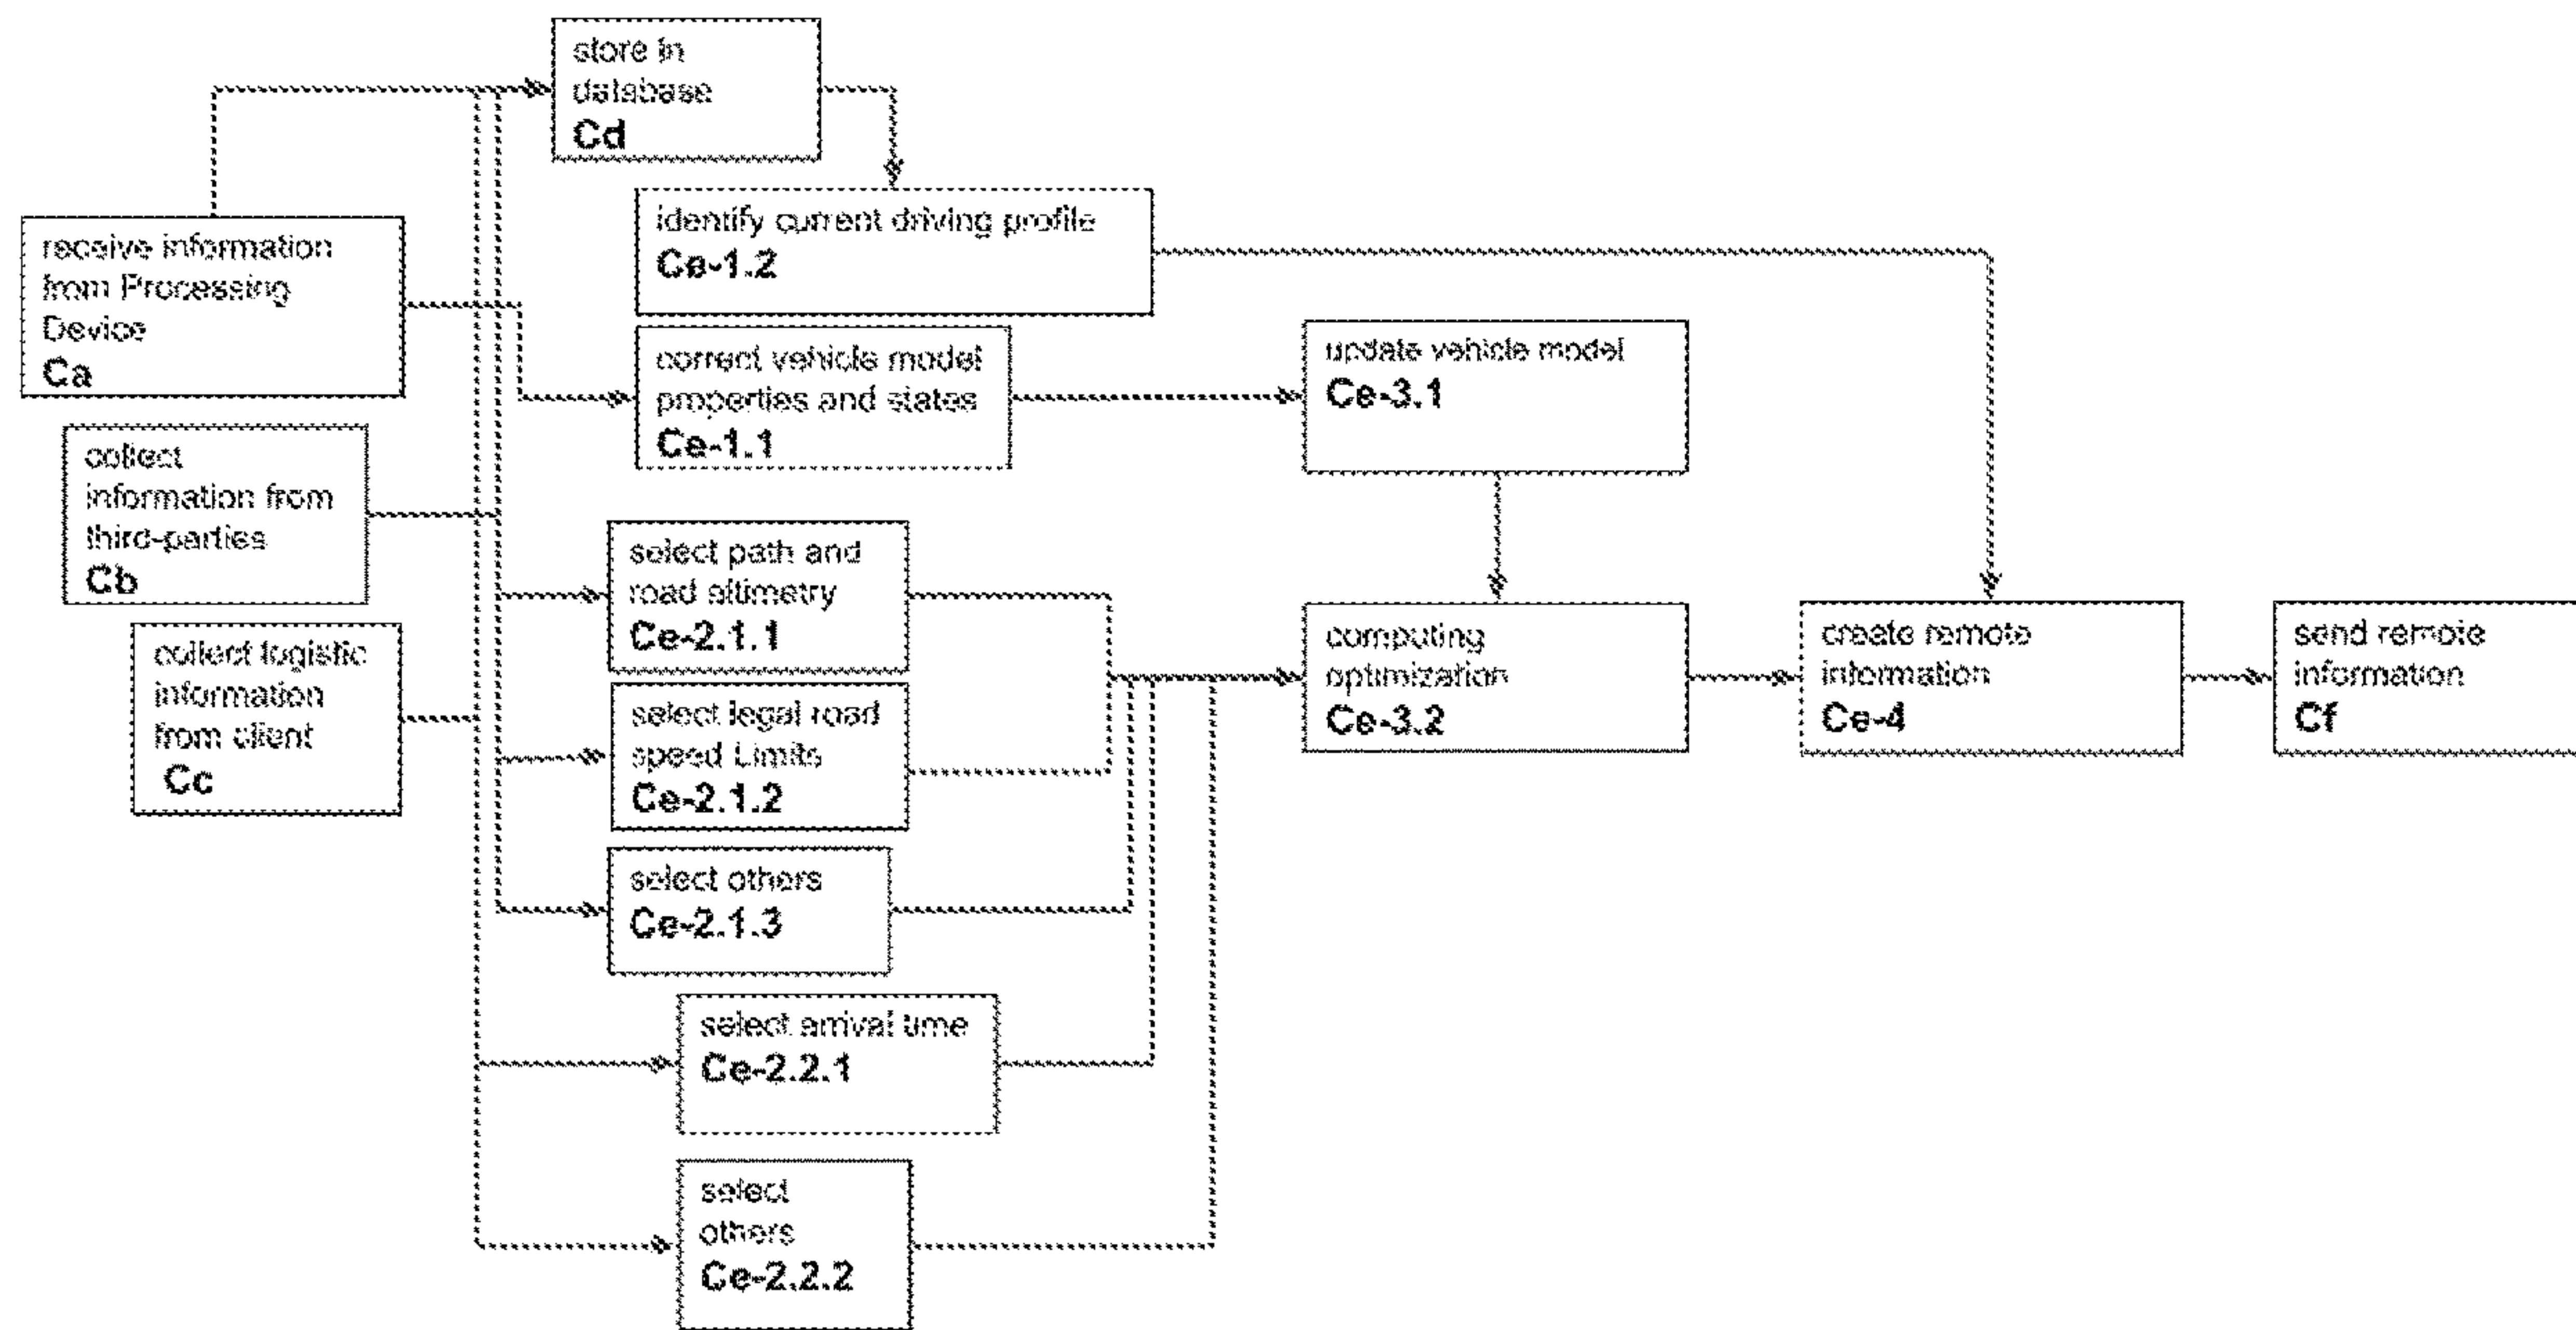 store in
database
Cd
identify current driving profile
Ce-1.2
receive information
from Processing
Device
Ca
correct vehicle model
properties and states
Ce-1.1
update vehicle model
Ce-3.1
collect
information from
third-parties
Cb
select path and
road altimetry
Ce-2.1.1
collect logistic
information
from client
Cc
computing
optimization
Ce-3.2
create remote
information
Ce-4
send remote
information
Cf
select legal road
speed Limits
Ce-2.1.2
select others
Ce-2.1.3
select arrival time
Ce-2.2.1
select
others
Ce-2.2.2